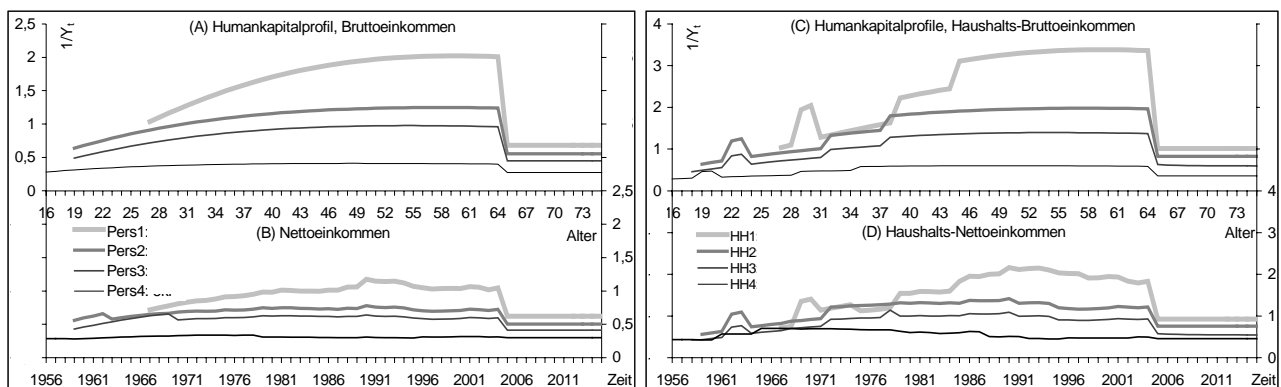 2,5
2
1,5
1
0,5
0
1/Yt
(A) Humankapitalprofil, Bruttoeinkommen
16 19 22 25 28 31 34 37 40 43 46 49 52 55 58 61 64 67 70 73
Pers1:
Pers2:
Pers3:
Pers4:
(B) Nettoeinkommen
Alter
2,5
2
1,5
1
0,5
0
1956 1961 1966 1971 1976 1981 1986 1991 1996 2001 2006 2011 Zeit
4
3
2
1
0
1/Yt
(C) Humankapitalprofile, Haushalts-Bruttoeinkommen
16 19 22 25 28 31 34 37 40 43 46 49 52 55 58 61 64 67 70 73
HH1
HH2
HH3
HH4
(D) Haushalts-Nettoeinkommen
Alter
4
3
2
1
0
1956 1961 1966 1971 1976 1981 1986 1991 1996 2001 2006 2011 Zeit